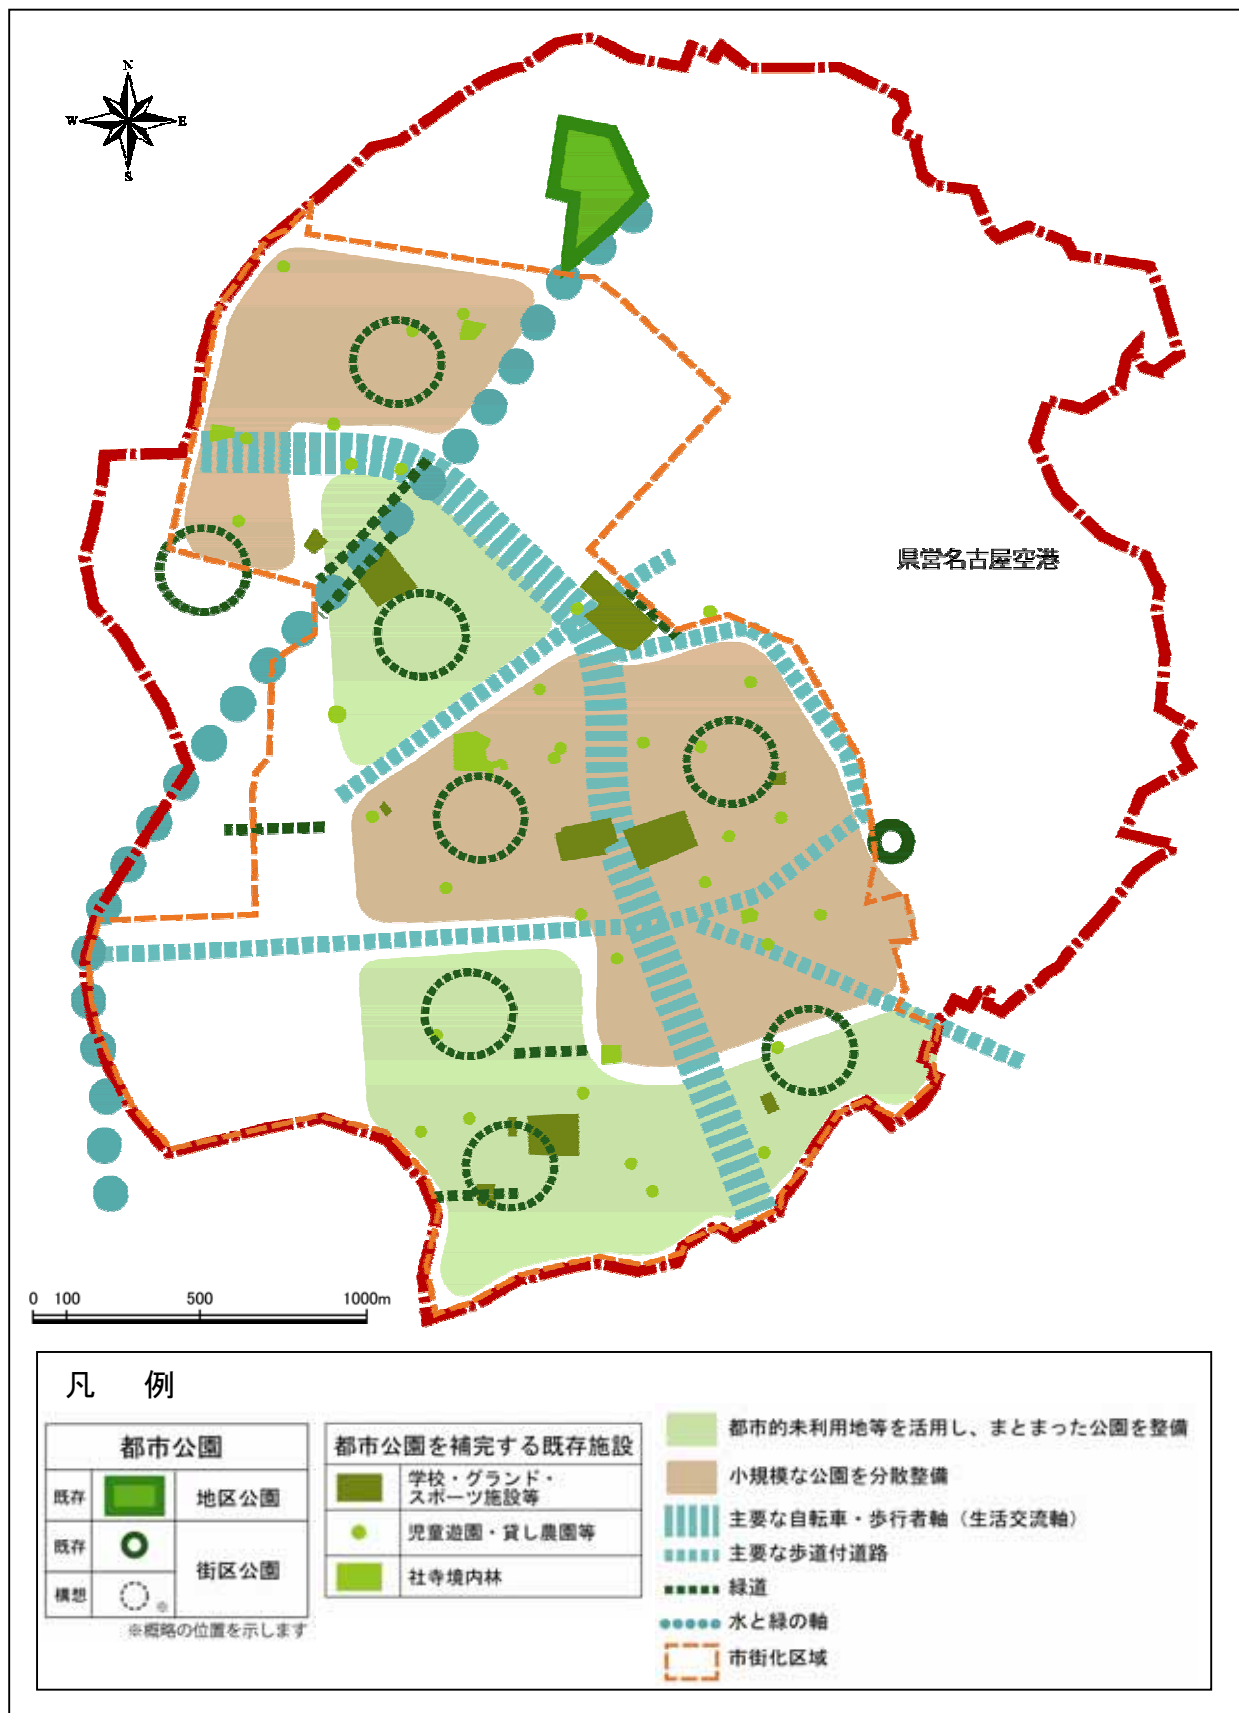 N
W
E
S
県営名古屋空港
0 100 500 1000m
凡 例
都市公園
既存
地区公園
既存
街区公園
構想
※
※概略の位置を示します
都市公園を補完する既存施設
学校・グランド・
スポーツ施設等
児童遊園・貸し農園等
社寺境内林
都市的未利用地等を活用し、まとまった公園を整備
小規模な公園を分散整備
主要な自転車・歩行者軸（生活交流軸）
主要な歩道付道路
緑道
水と緑の軸
市街化区域